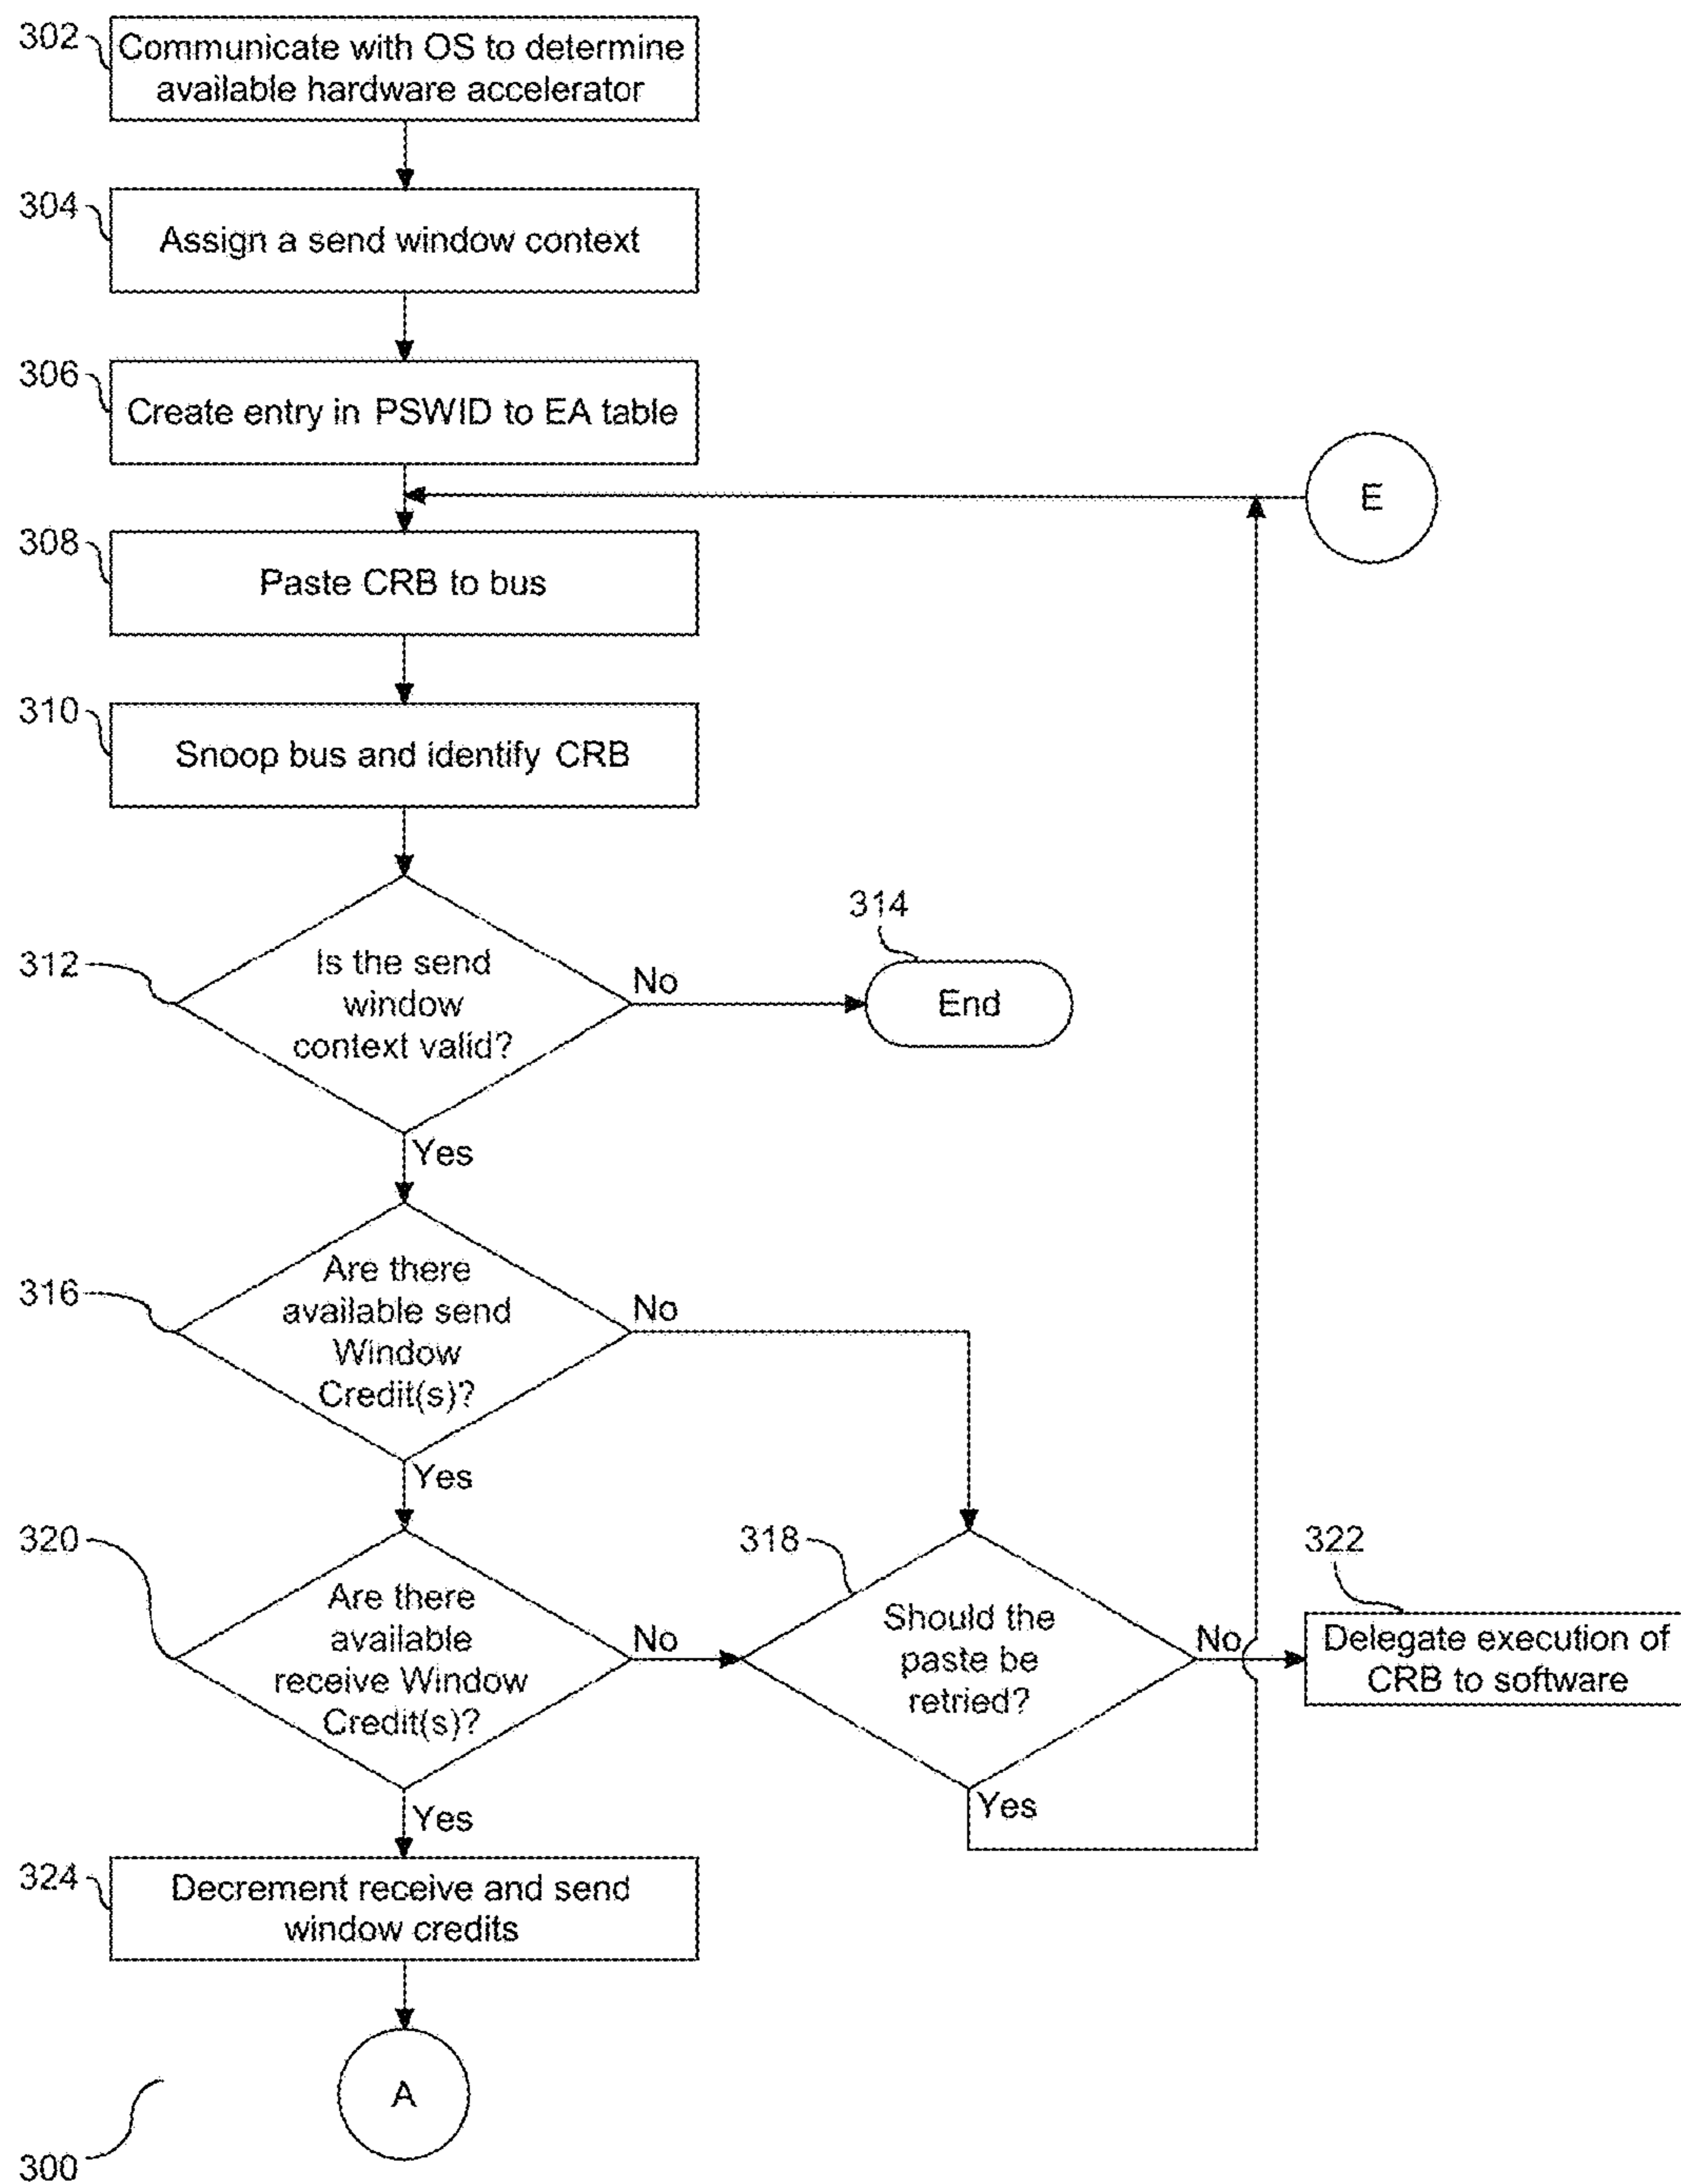 302
Communicate with OS to determine
available hardware accelerator
304
Assign a send window context
306
Create entry in PSWID to EA table
E
308
Paste CRB to bus
310
Snoop bus and identify CRB
312
Is the send
window
context valid?
No
314
End
Yes
316
Are there
available send
Window
Credit(s)?
No
Yes
320
Are there
available
receive Window
Credit(s)?
No
318
Should the
paste be
retried?
No
322
Delegate execution of
CRB to software
Yes
Yes
324
Decrement receive and send
window credits
A
300